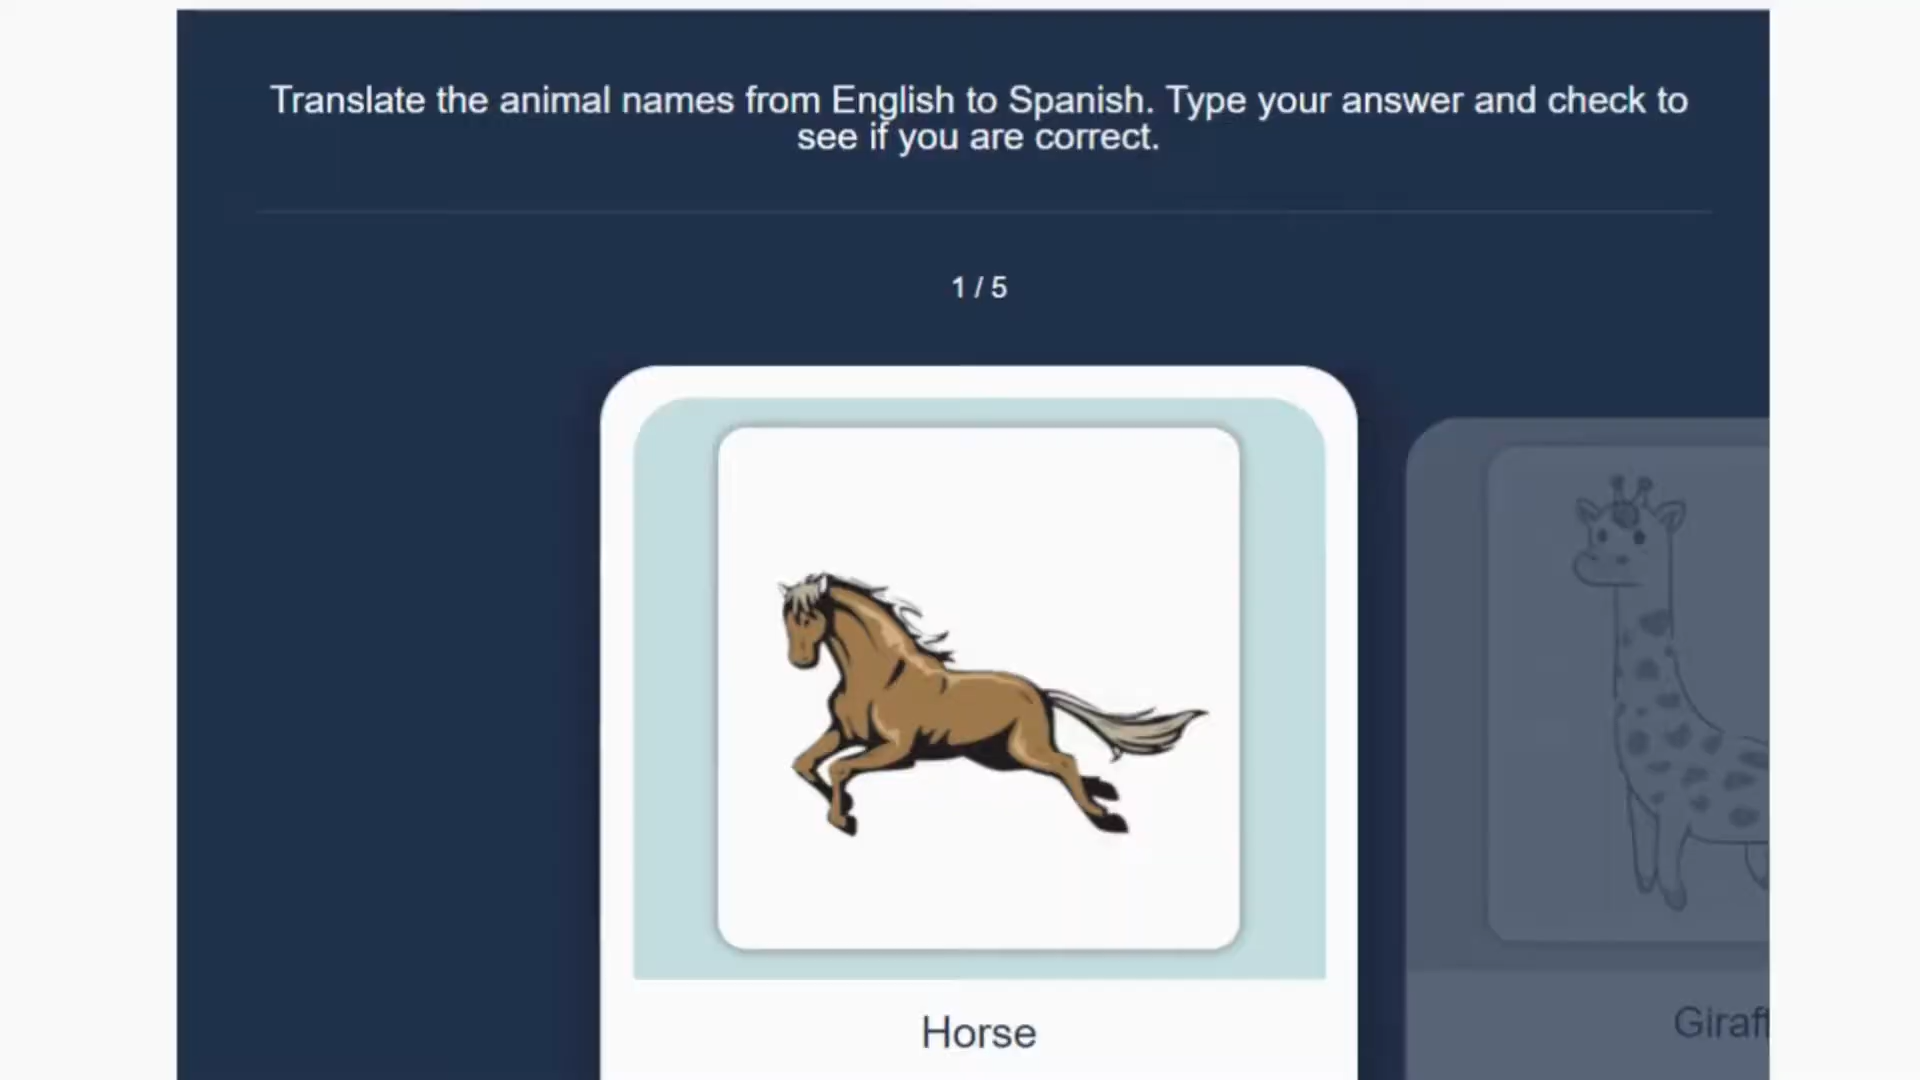 Translate the animal names from English to Spanish. Type your answer and check to
see if you are correct.
1 / 5
Horse